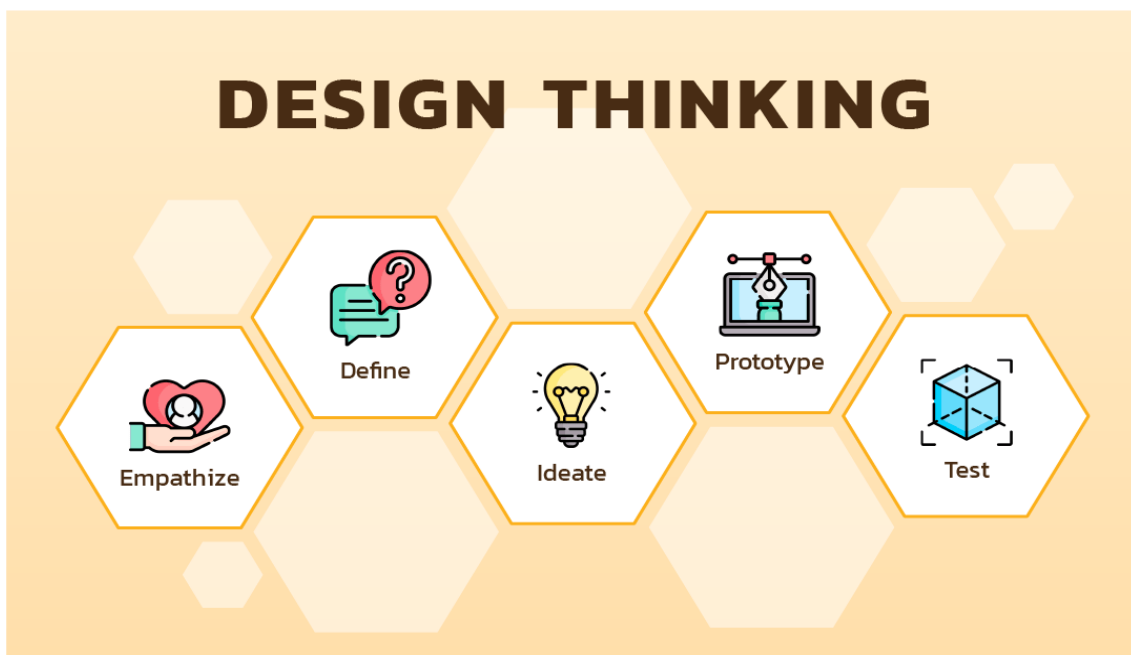 DESIGN THINKING
Empathize
Define
Ideate
Prototype
Test